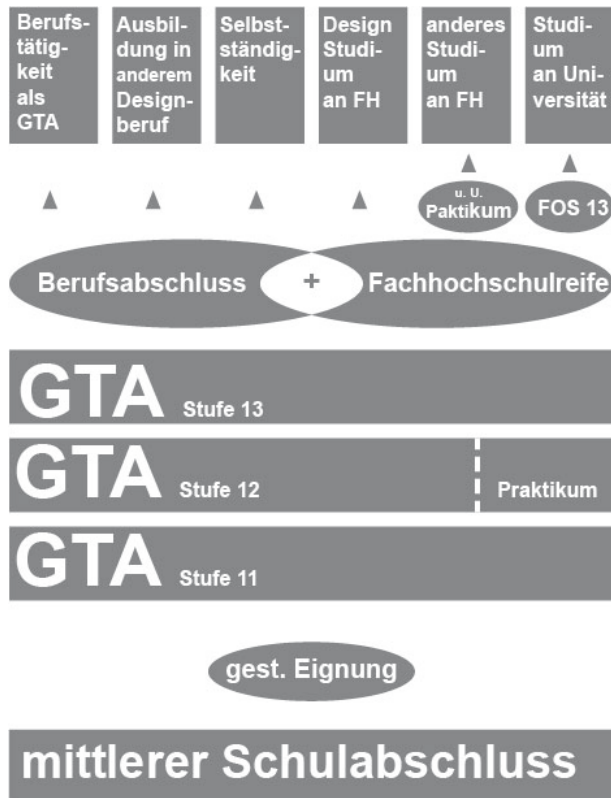 Berufs-
tätig-
keit
als
GTA
Ausbil-
dung in
anderem
Design-
beruf
Selbst-
ständig-
keit
Design
Studi-
um
an FH
anderes
Studi-
um
an FH
Studi-
um
an Uni-
versität
u. U.
Paktikum
FOS 13
Berufsabschluss + Fachhochschulreife
GTA Stufe 13
GTA Stufe 12 Praktikum
GTA Stufe 11
gest. Eignung
mittlerer Schulabschluss